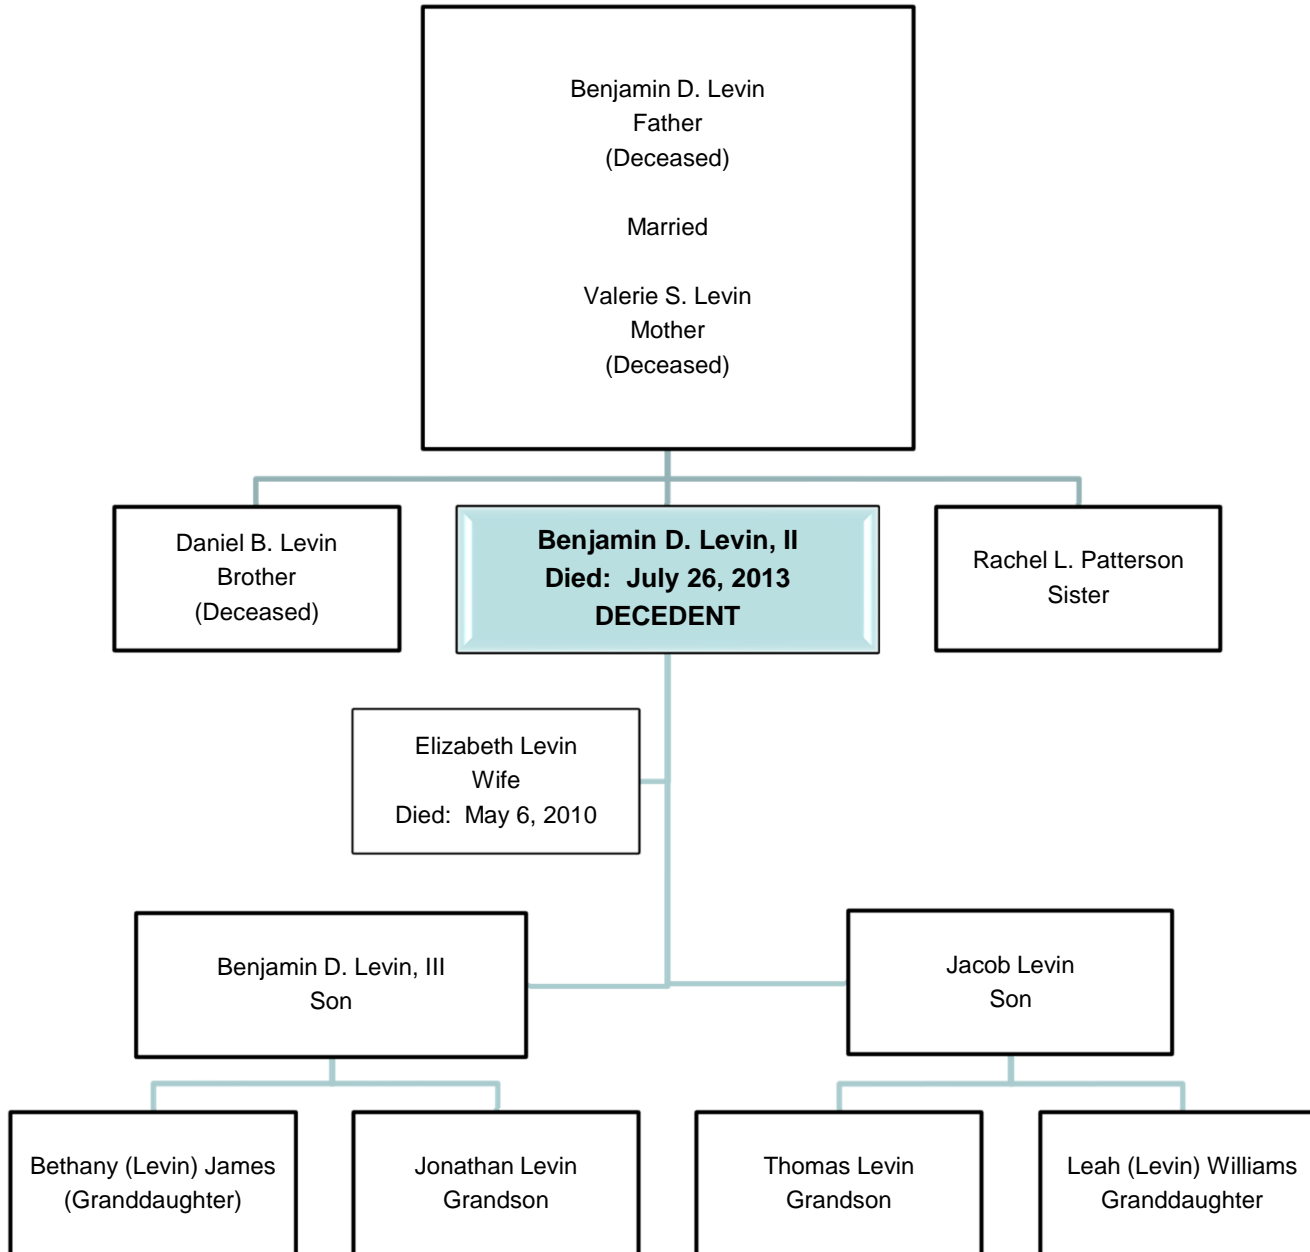 Benjamin D. Levin
Father
(Deceased)
Married
Valerie S. Levin
Mother
(Deceased)
Daniel B. Levin
Brother
(Deceased)
Benjamin D. Levin, II
Died: July 26, 2013
DECEDENT
Rachel L. Patterson
Sister
Elizabeth Levin
Wife
Died: May 6, 2010
Benjamin D. Levin, III
Son
Jacob Levin
Son
Bethany (Levin) James
(Granddaughter)
Jonathan Levin
Grandson
Thomas Levin
Grandson
Leah (Levin) Williams
Granddaughter